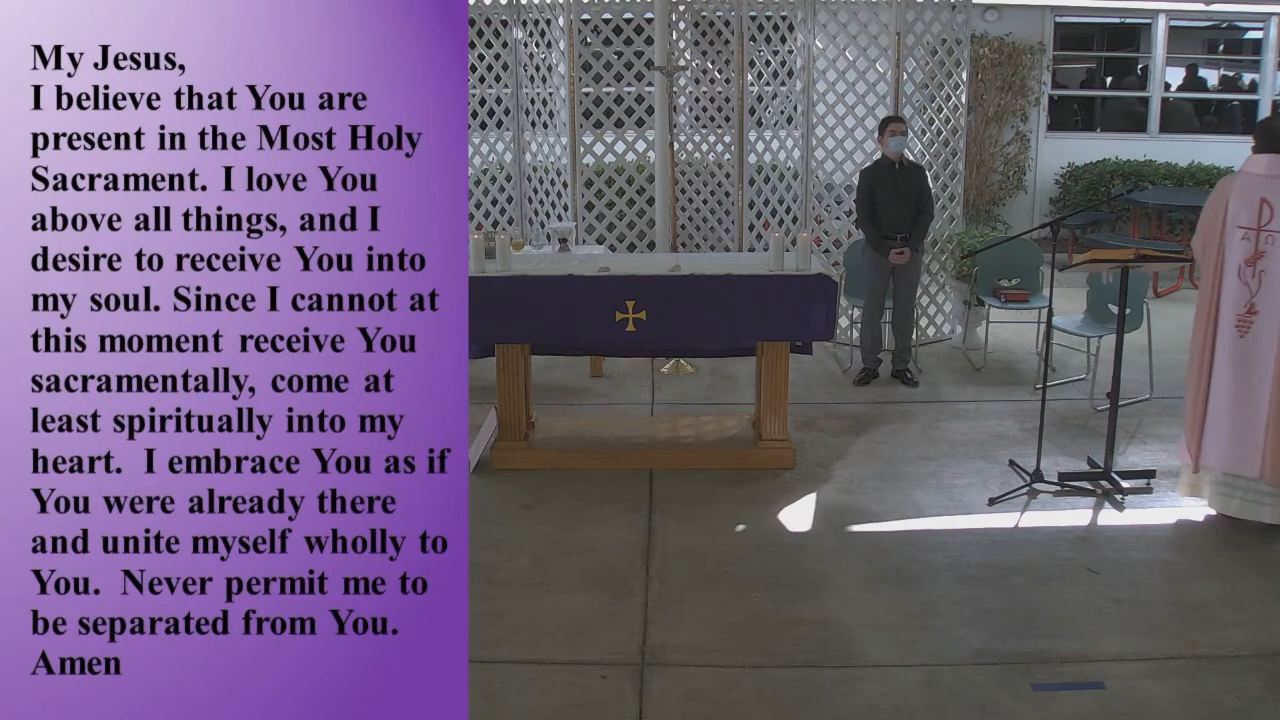 My Jesus,
I believe that You are
present in the Most Holy
Sacrament. I love You
above all things, and I
desire to receive You into
my soul. Since I cannot at
this moment receive You
sacramentally, come at
least spiritually into my
heart. I embrace You as if
You were already there
and unite myself wholly to
You. Never permit me to
be separated from You.
Amen
Α Ω